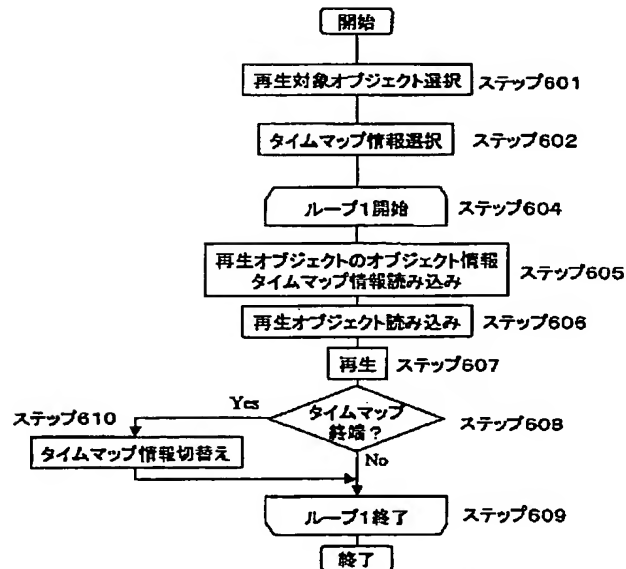 開始
再生対象オブジェクト選択 ステップ601
タイムマップ情報選択 ステップ602
ループ1開始 ステップ604
再生オブジェクトのオブジェクト情報
タイムマップ情報読み込み ステップ605
再生オブジェクト読み込み ステップ606
再生 ステップ607
Yes
タイムマップ
終端？
ステップ608
ステップ610
タイムマップ情報切替え
No
ループ1終了 ステップ609
終了